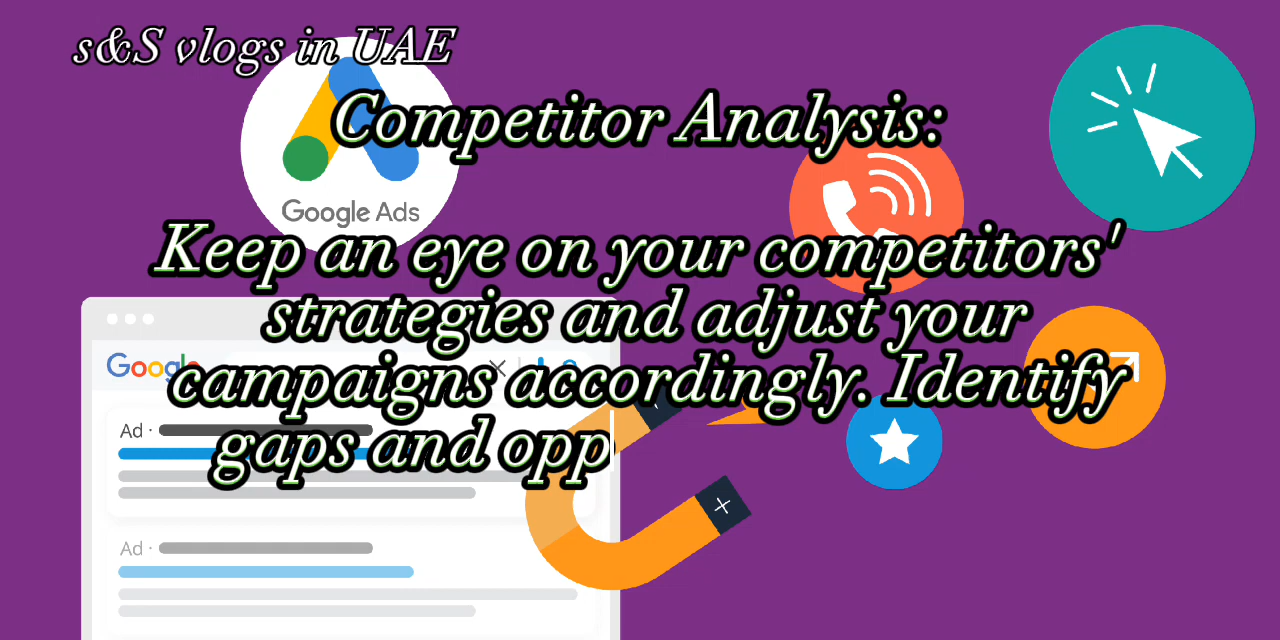 s&S vlogs in UAE
Competitor Analysis:
Google Ads
Keep an eye on your competitors'
strategies and adjust your
Google
campaigns accordingly. Identify
Ad ·
gaps and opp
Ad ·